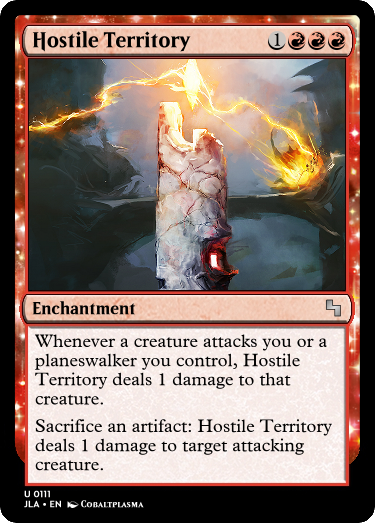 Hostile Territory 1
Enchantment
Whenever a creature attacks you or a
planeswalker you control, Hostile
Territory deals 1 damage to that
creature.
Sacrifice an artifact: Hostile Territory
deals 1 damage to target attacking
creature.
U 0111
JLA • EN Cobaltplasma